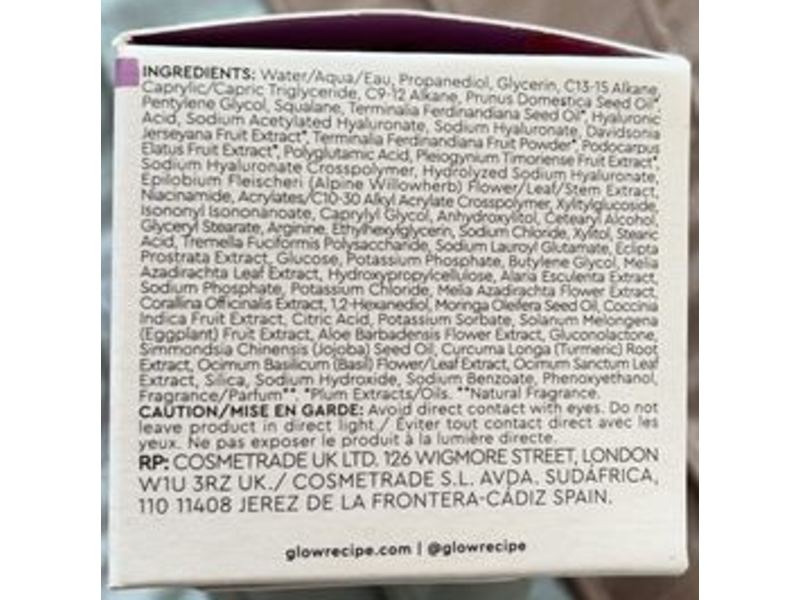 INGREDIENTS: Water/Aqua/Eau, Propanediol, Glycerin, C13-15 Alkane,
Caprylic/Capric Triglyceride, C9-12 Alkane, Prunus Domestica Seed Oil*,
Pentylene Glycol, Squalane, Terminalia Ferdinandiana Seed Oil*, Hyaluronic
Acid, Sodium Acetylated Hyaluronate, Sodium Hyaluronate, Davidsonia
Jerseyana Fruit Extract*, Terminalia Ferdinandiana Fruit Powder*, Podocarpus
Elatus Fruit Extract*, Polyglutamic Acid, Pleiogynium Timoriense Fruit Extract*,
Sodium Hyaluronate Crosspolymer, Hydrolyzed Sodium Hyaluronate,
Epilobium Fleischeri (Alpine Willowherb) Flower/Leaf/Stem Extract,
Niacinamide, Acrylates/C10-30 Alkyl Acrylate Crosspolymer, Xylitylglucoside,
Isononyl Isononanoate, Caprylyl Glycol, Anhydroxylitol, Cetearyl Alcohol,
Glyceryl Stearate, Arginine, Ethylhexylglycerin, Sodium Chloride, Xylitol, Stearic
Acid, Tremella Fuciformis Polysaccharide, Sodium Lauroyl Glutamate, Eclipta
Prostrata Extract, Glucose, Potassium Phosphate, Butylene Glycol, Melia
Azadirachta Leaf Extract, Hydroxypropylcellulose, Alaria Esculenta Extract,
Sodium Phosphate, Potassium Chloride, Melia Azadirachta Flower Extract,
Corallina Officinalis Extract, 1,2-Hexanediol, Moringa Oleifera Seed Oil, Coccinia
Indica Fruit Extract, Citric Acid, Potassium Sorbate, Solanum Melongena
(Eggplant) Fruit Extract, Aloe Barbadensis Flower Extract, Gluconolactone,
Simmondsia Chinensis (Jojoba) Seed Oil, Curcuma Longa (Turmeric) Root
Extract, Ocimum Basilicum (Basil) Flower/Leaf Extract, Ocimum Sanctum Leaf
Extract, Silica, Sodium Hydroxide, Sodium Benzoate, Phenoxyethanol,
Fragrance/Parfum**. *Plum Extracts/Oils. **Natural Fragrance.
CAUTION/MISE EN GARDE: Avoid direct contact with eyes. Do not
leave product in direct light./ Éviter tout contact direct avec les
yeux. Ne pas exposer le produit à la lumière directe.
RP: COSMETRADE UK LTD. 126 WIGMORE STREET, LONDON
W1U 3RZ UK./ COSMETRADE S.L. AVDA. SUDÁFRICA,
110 11408 JEREZ DE LA FRONTERA-CÁDIZ SPAIN.
glowrecipe.com | @glowrecipe